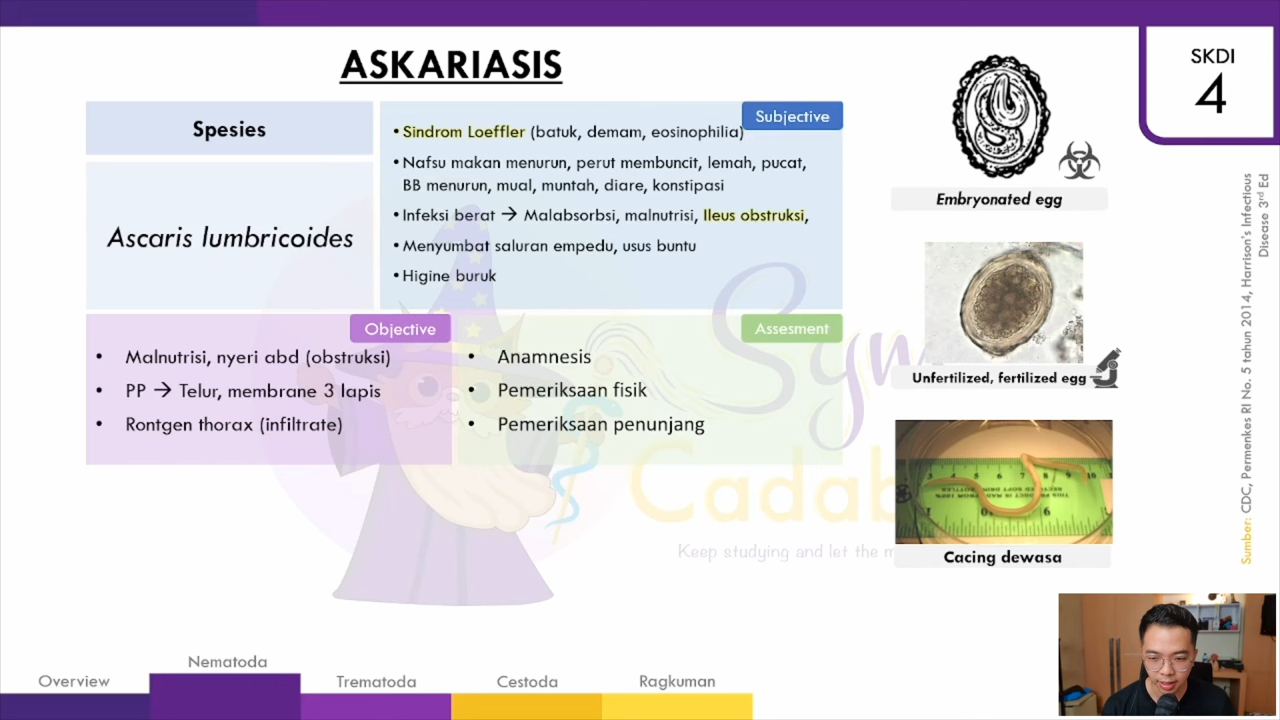 ASKARIASIS
SKDI
4
Spesies
Subjective
Ascaris lumbricoides
• Sindrom Loeffler (batuk, demam, eosinophilia)
• Nafsu makan menurun, perut membuncit, lemah, pucat,
BB menurun, mual, muntah, diare, konstipasi
• Infeksi berat → Malabsorbsi, malnutrisi, Ileus obstruksi,
• Menyumbat saluran empedu, usus buntu
• Higine buruk
Objective
• Malnutrisi, nyeri abd (obstruksi)
• PP → Telur, membrane 3 lapis
• Rontgen thorax (infiltrate)
Assesment
• Anamnesis
• Pemeriksaan fisik
• Pemeriksaan penunjang
Embryonated egg
Unfertilized, fertilized egg
Cacing dewasa
Sumber: CDC, Permenkes RI No. 5 tahun 2014, Harrison's Infectious
Disease 3rd Ed
Keep studying and let the m
Overview
Nematoda
Trematoda
Cestoda
Ragkuman